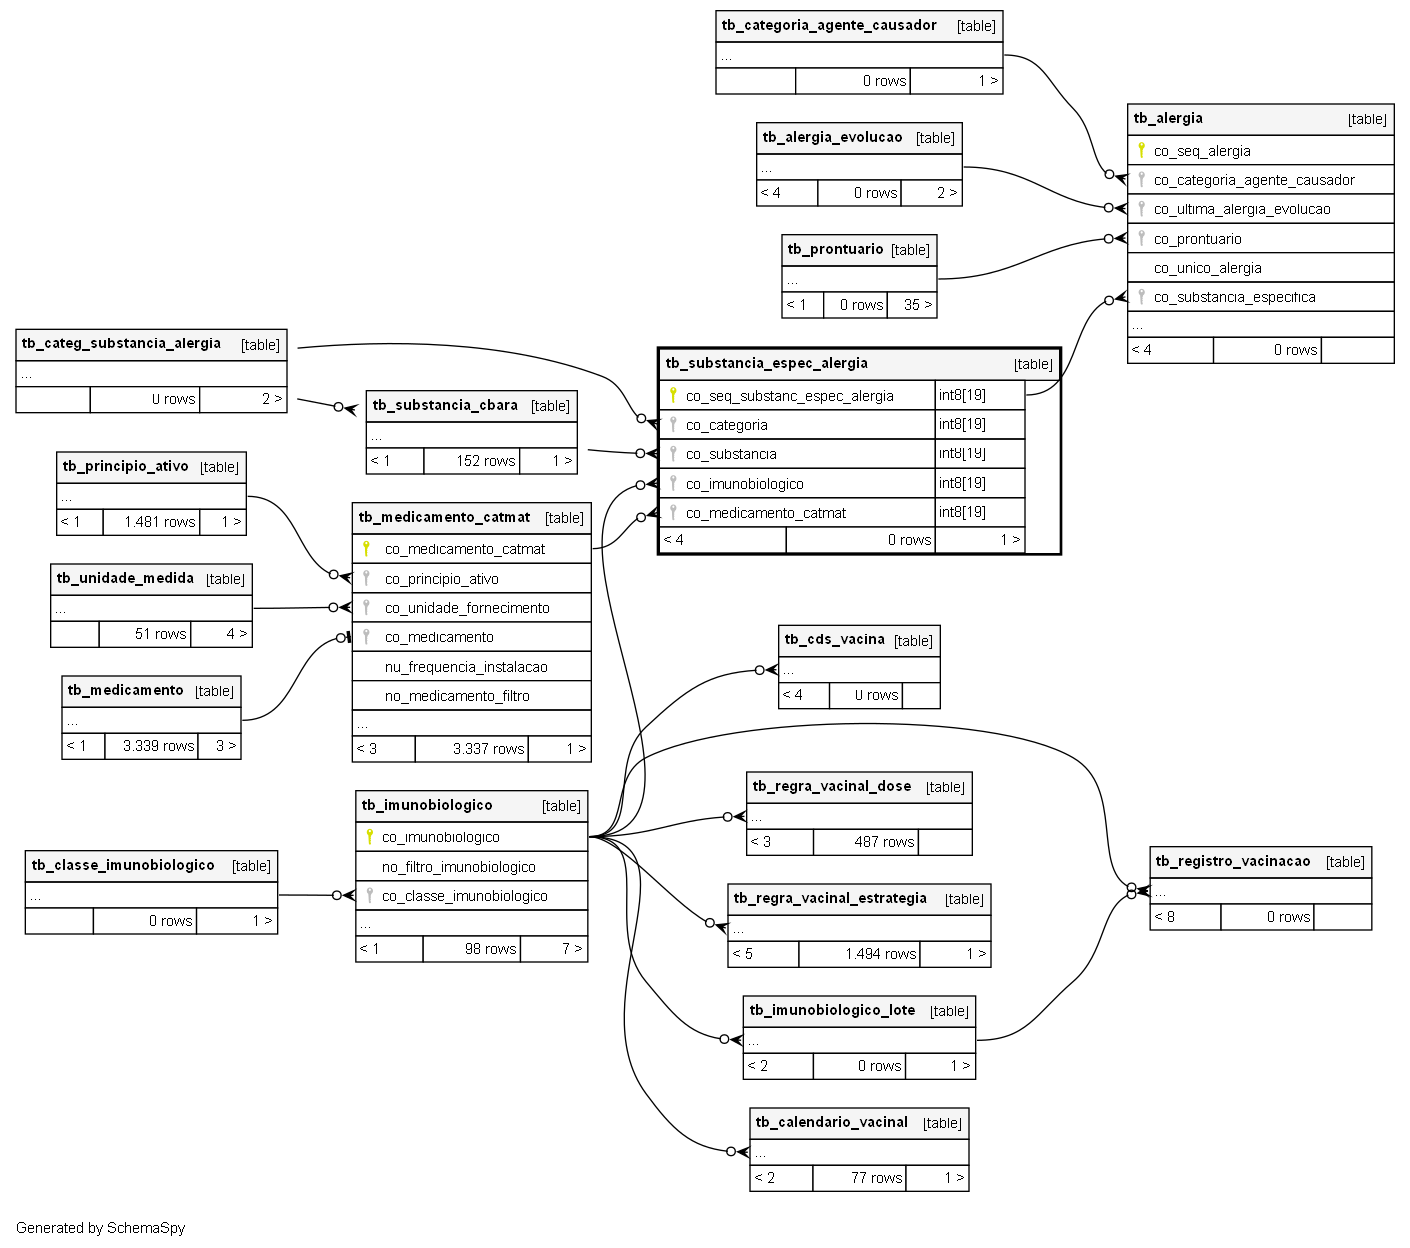 tb_categoria_agente_causador [table]
...
0 rows 1 >
tb_alergia [table]
co_seq_alergia
co_categoria_agente_causador
co_ultima_alergia_evolucao
co_prontuario
co_unico_alergia
co_substancia_especifica
...
< 4 0 rows
tb_alergia_evolucao [table]
...
< 4 0 rows 2 >
tb_prontuario [table]
...
< 1 0 rows 35 >
tb_categ_substancia_alergia [table]
...
0 rows 2 >
tb_substancia_espec_alergia [table]
co_seq_substanc_espec_alergia int8[19]
co_categoria int8[19]
co_substancia int8[19]
co_imunobiologico int8[19]
co_medicamento_catmat int8[19]
< 4 0 rows 1 >
tb_substancia_cbara [table]
...
< 1 152 rows 1 >
tb_principio_ativo [table]
...
< 1 1.481 rows 1 >
tb_medicamento_catmat [table]
co_medicamento_catmat
co_principio_ativo
co_unidade_fornecimento
co_medicamento
nu_frequencia_instalacao
no_medicamento_filtro
...
< 3 3.337 rows 1 >
tb_unidade_medida [table]
...
51 rows 4 >
tb_medicamento [table]
...
< 1 3.339 rows 3 >
tb_cds_vacina [table]
...
< 4 0 rows
tb_regra_vacinal_dose [table]
...
< 3 487 rows
tb_imunobiologico [table]
co_imunobiologico
no_filtro_imunobiologico
co_classe_imunobiologico
...
< 1 98 rows 7 >
tb_classe_imunobiologico [table]
...
0 rows 1 >
tb_registro_vacinacao [table]
...
< 8 0 rows
tb_regra_vacinal_estrategia [table]
...
< 5 1.494 rows 1 >
tb_imunobiologico_lote [table]
...
< 2 0 rows 1 >
tb_calendario_vacinal [table]
...
< 2 77 rows 1 >
Generated by SchemaSpy